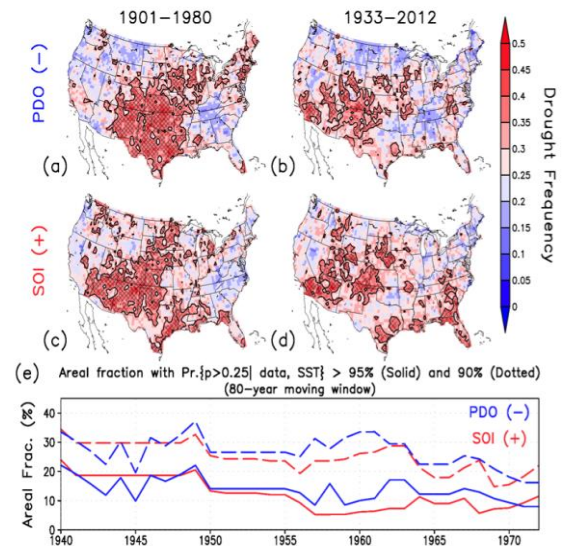 1901−1980 1933−2012
PDO (−)
(a) (b)
SOI (+)
(c) (d)
0.5
0.45
0.4
0.35
0.3
0.25
0.2
0.15
0.1
0.05
0
Drought Frequency
(e) Areal fraction with Pr.{p>0.25| data, SST} > 95% (Solid) and 90% (Dotted)
(80-year moving window)
Areal Frac. (%)
40
30
20
10
0
PDO (−)
SOI (+)
1940 1945 1950 1955 1960 1965 1970